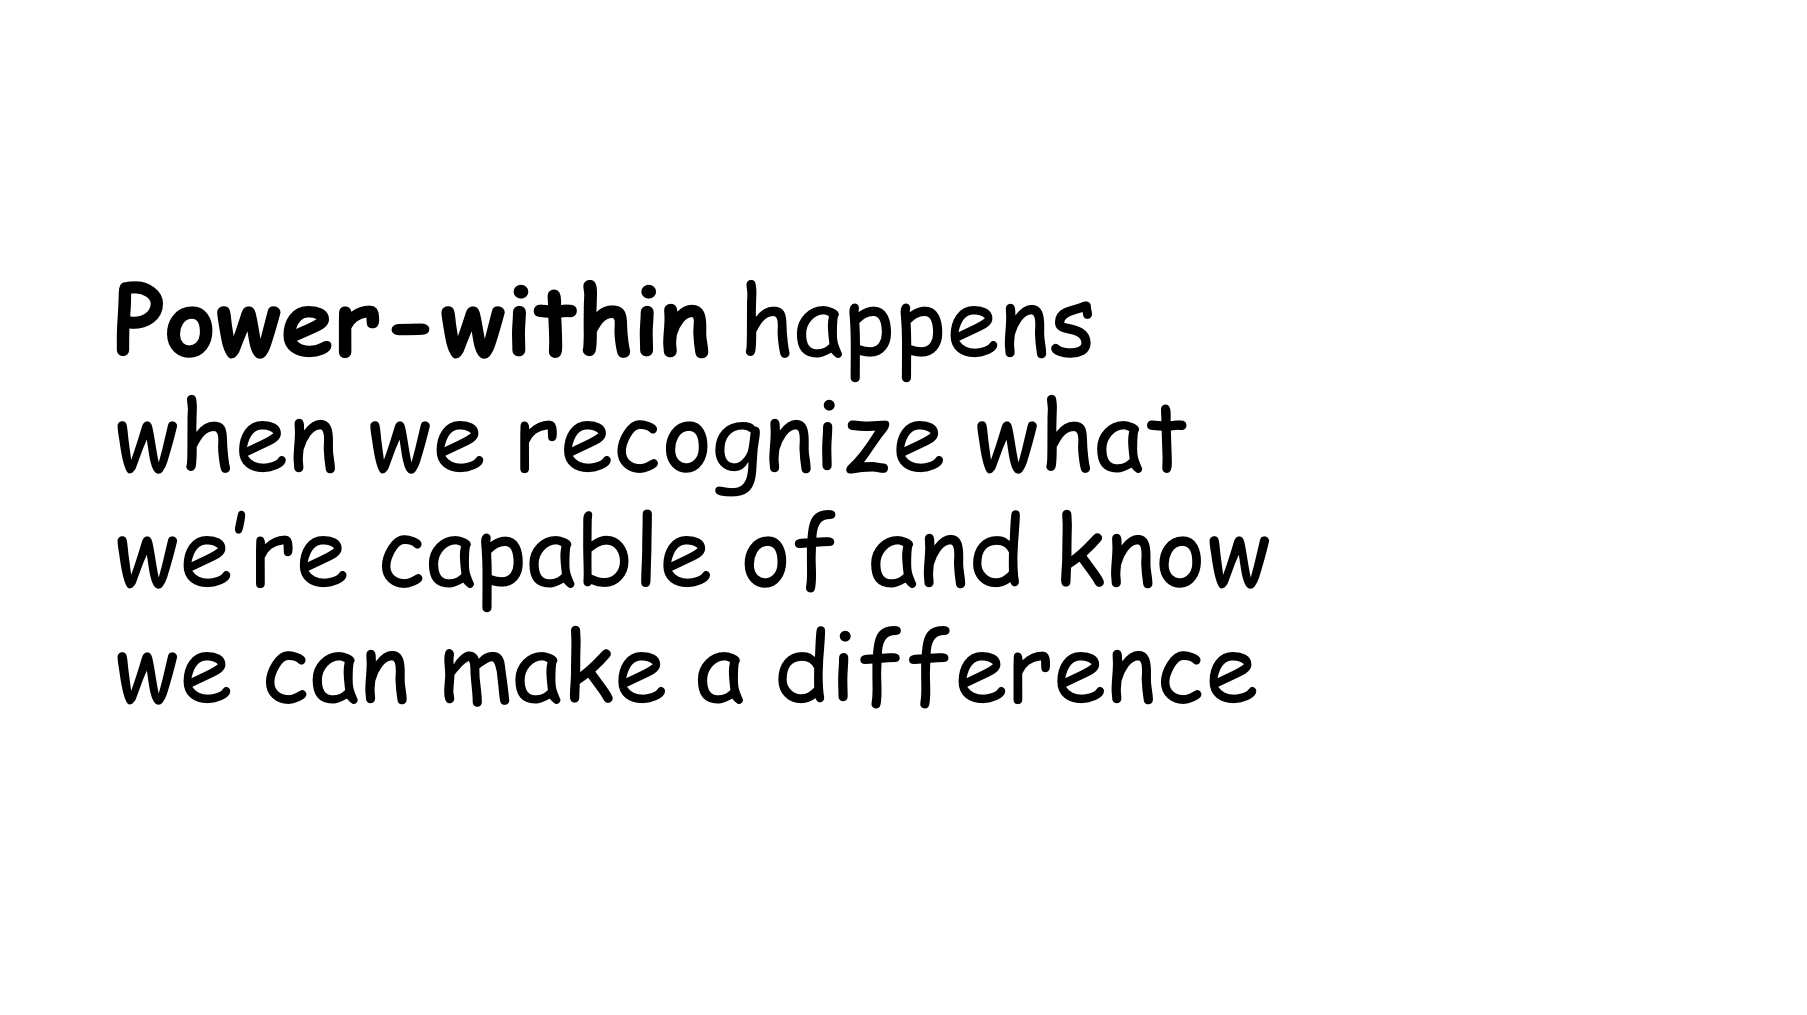 Power-within happens
when we recognize what
we’re capable of and know
we can make a difference